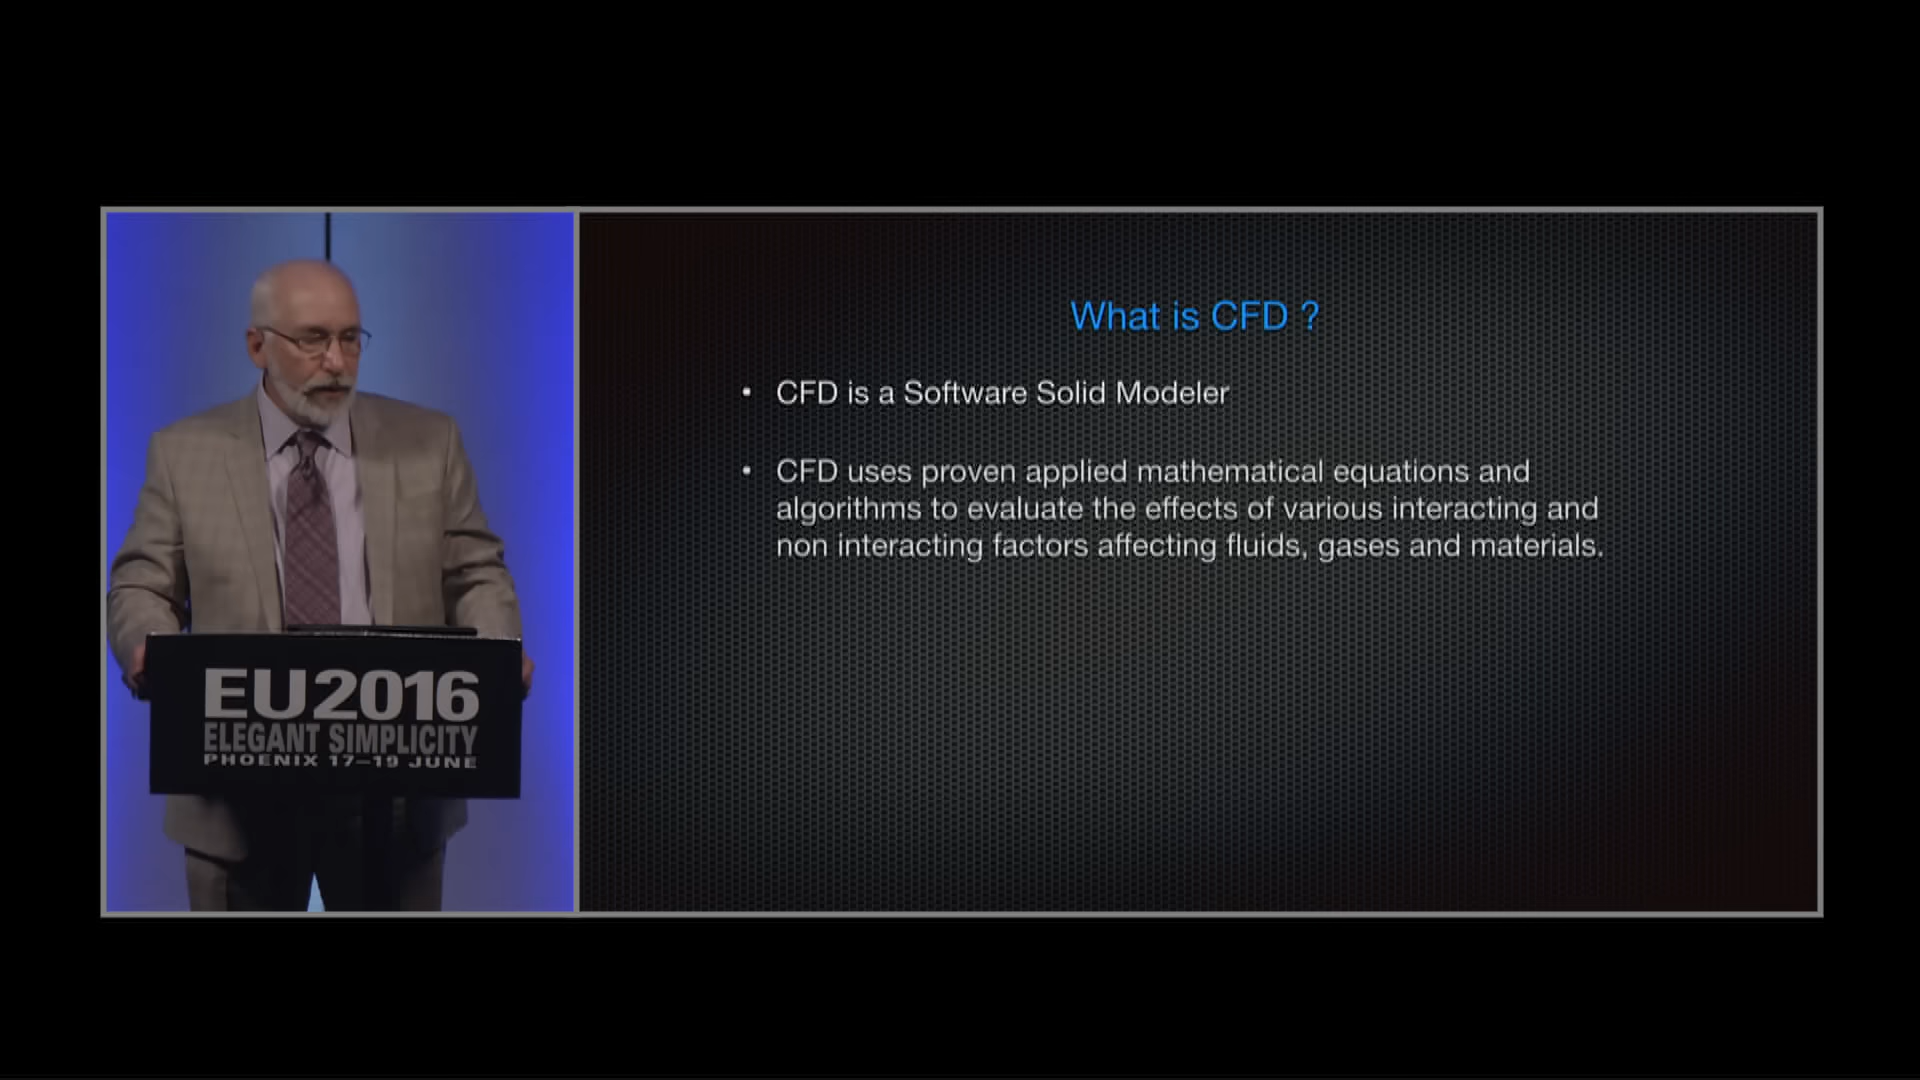 What is CFD ?
• CFD is a Software Solid Modeler
• CFD uses proven applied mathematical equations and
algorithms to evaluate the effects of various interacting and
non interacting factors affecting fluids, gases and materials.
EU2016
ELEGANT SIMPLICITY
PHOENIX 17–19 JUNE